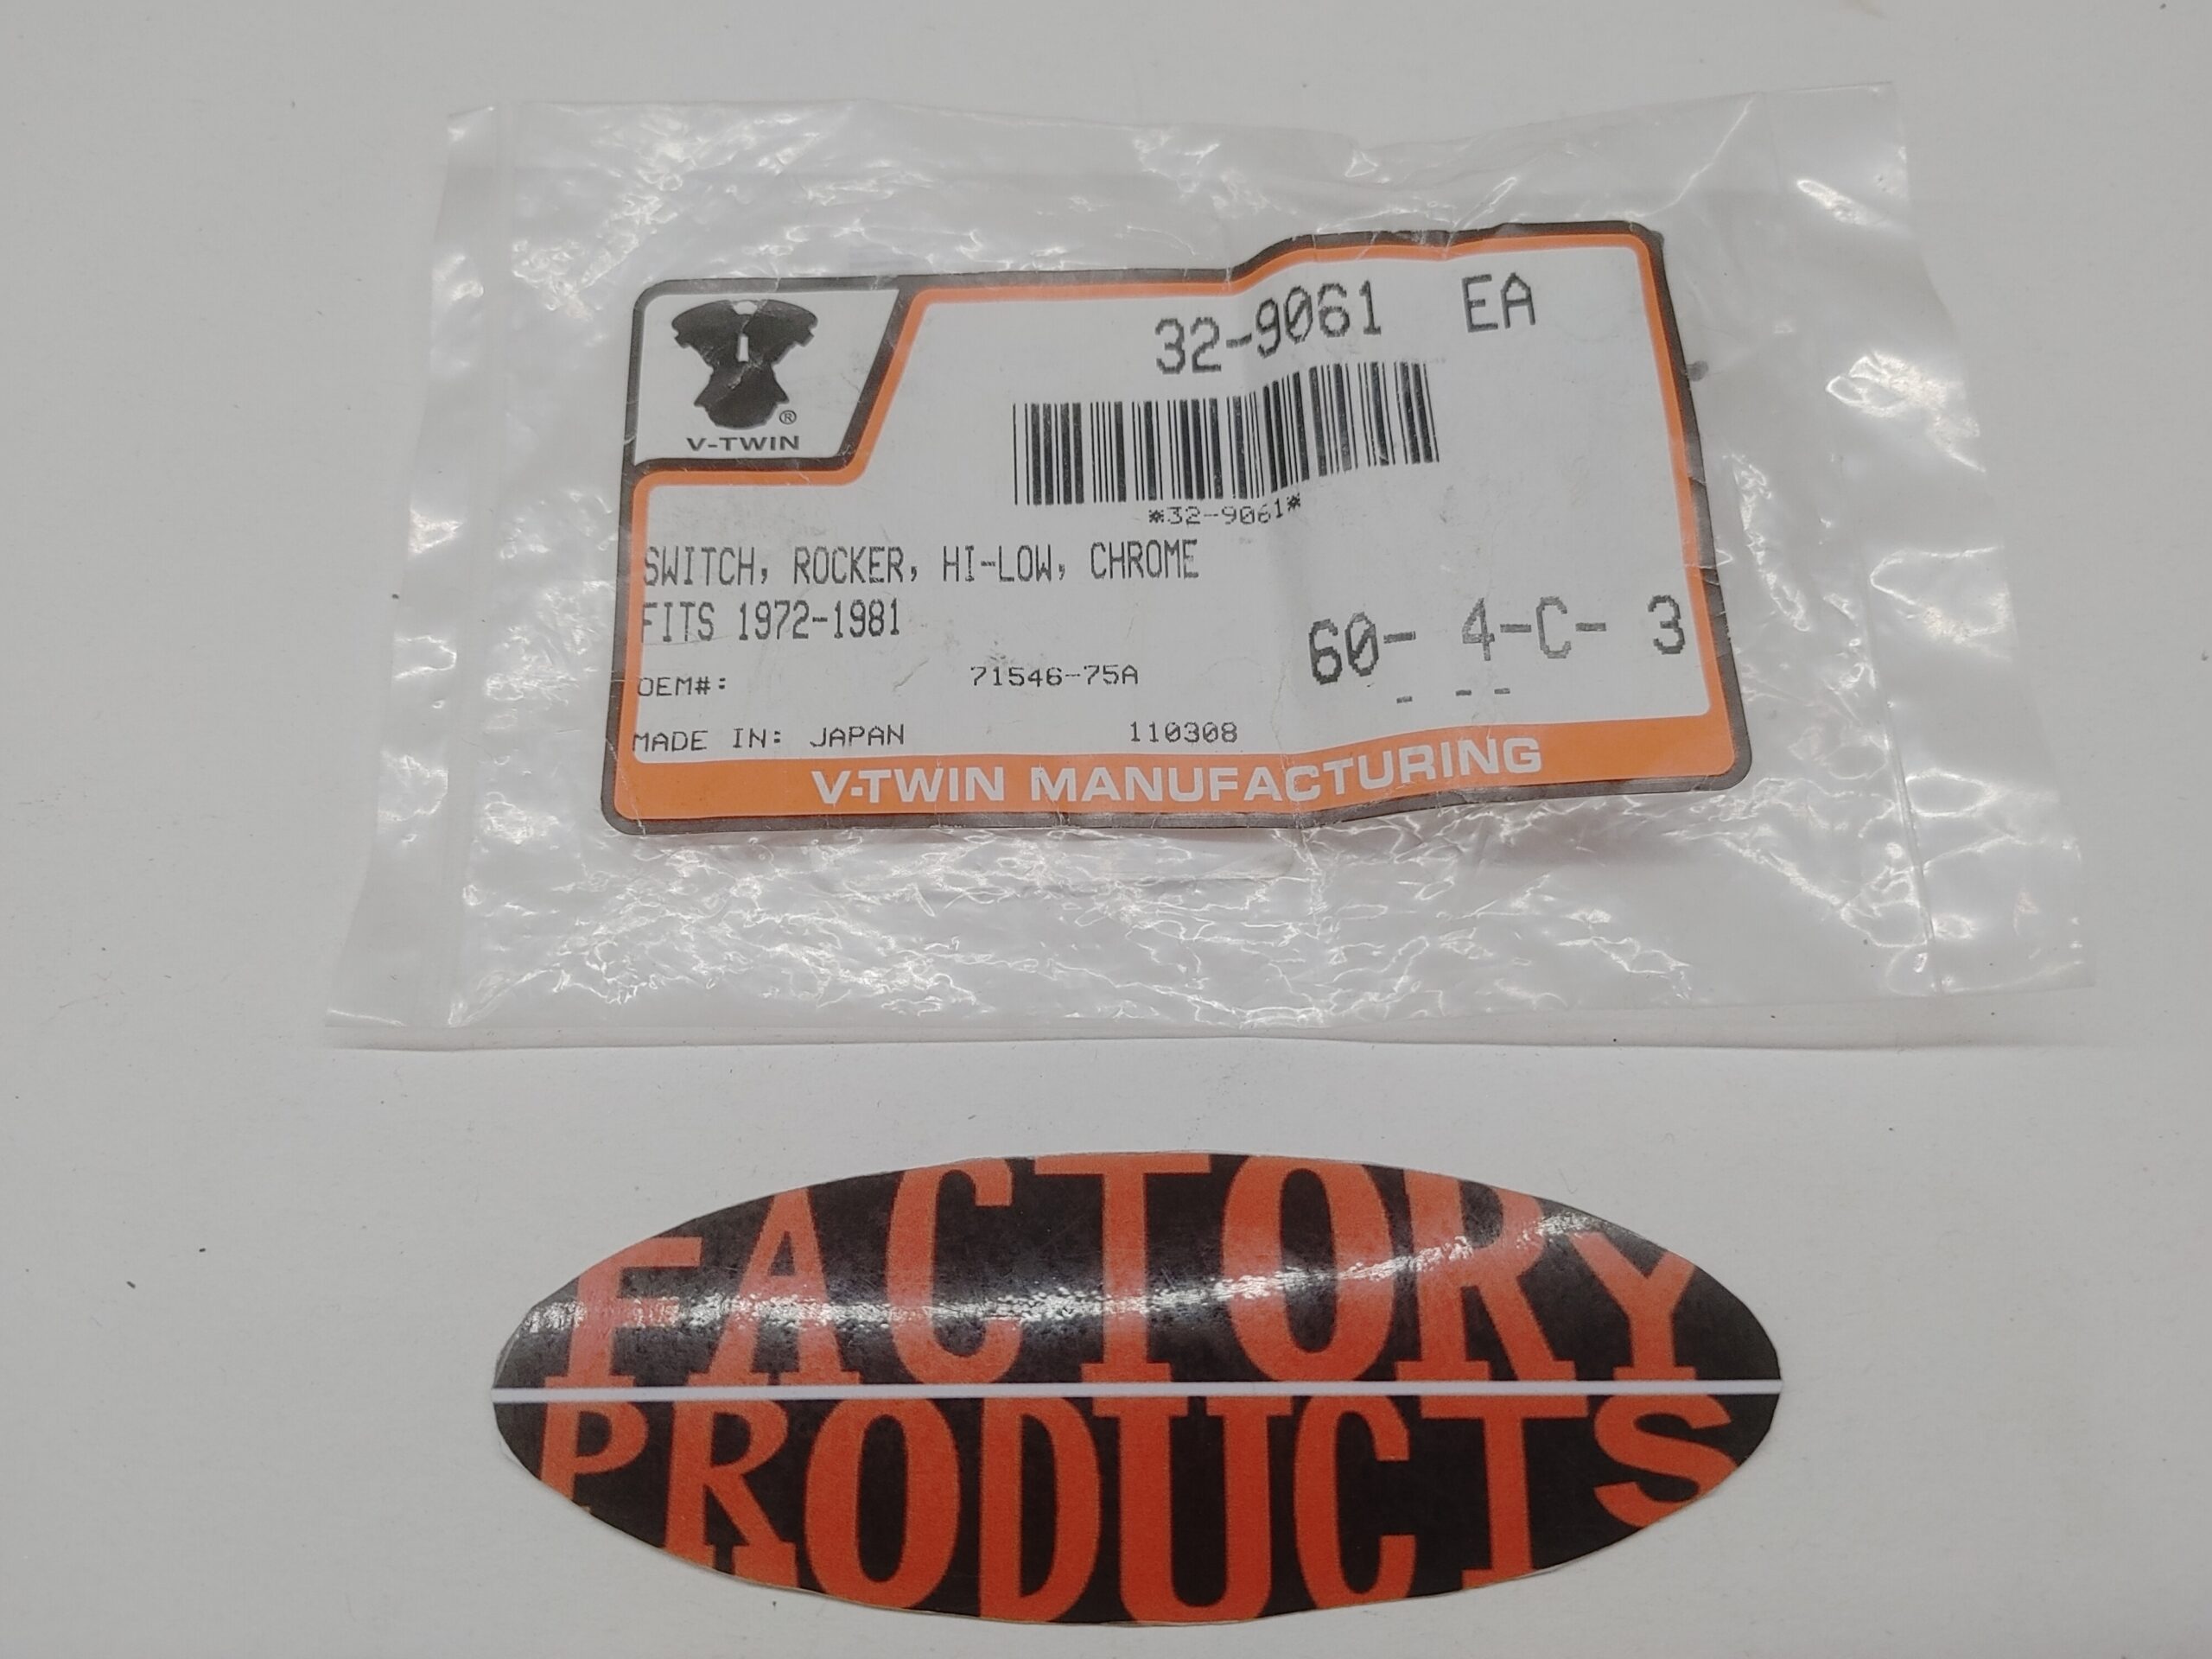 32-9061 EA
®
V-TWIN
*32-9061*
SWITCH, ROCKER, HI-LOW, CHROME
FITS 1972-1981
60- 4-C- 3
OEM#: 71546-75A
- --
MADE IN: JAPAN 110308
V-TWIN MANUFACTURING
FACTORY
PRODUCTS